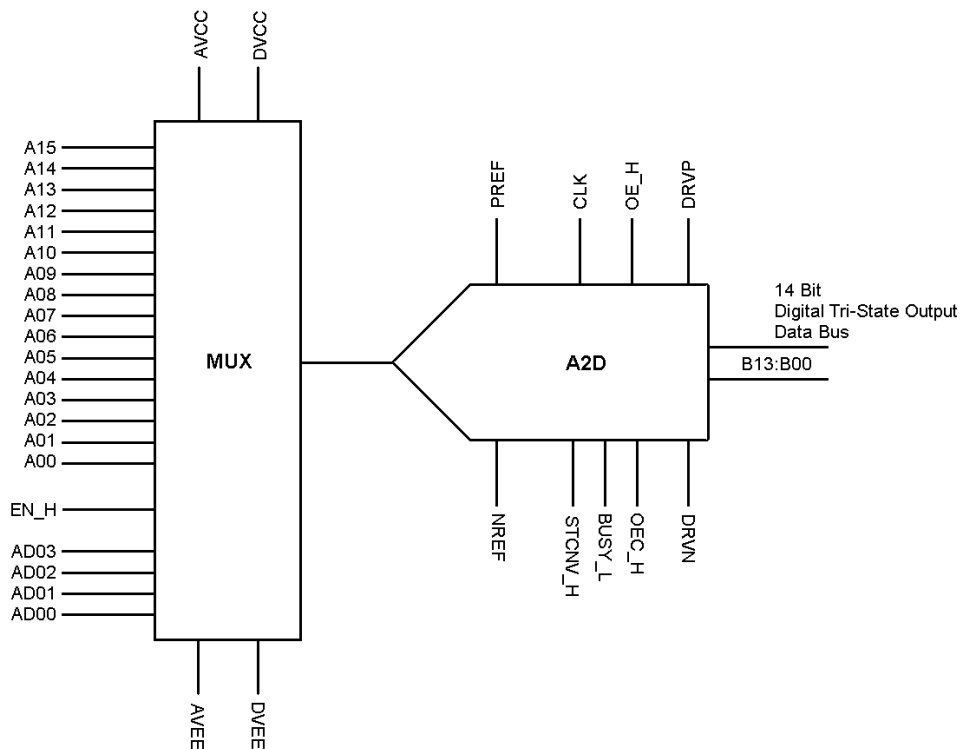 AVCC
DVCC
A15
A14
A13
A12
A11
A10
A09
A08
A07
A06
A05
A04
A03
A02
A01
A00
EN_H
AD03
AD02
AD01
AD00
MUX
AVEE
DVEE
PREF
CLK
OE_H
DRVP
A2D
NREF
STCNV_H
BUSY_L
OEC_H
DRVN
14 Bit
Digital Tri-State Output
Data Bus
B13:B00